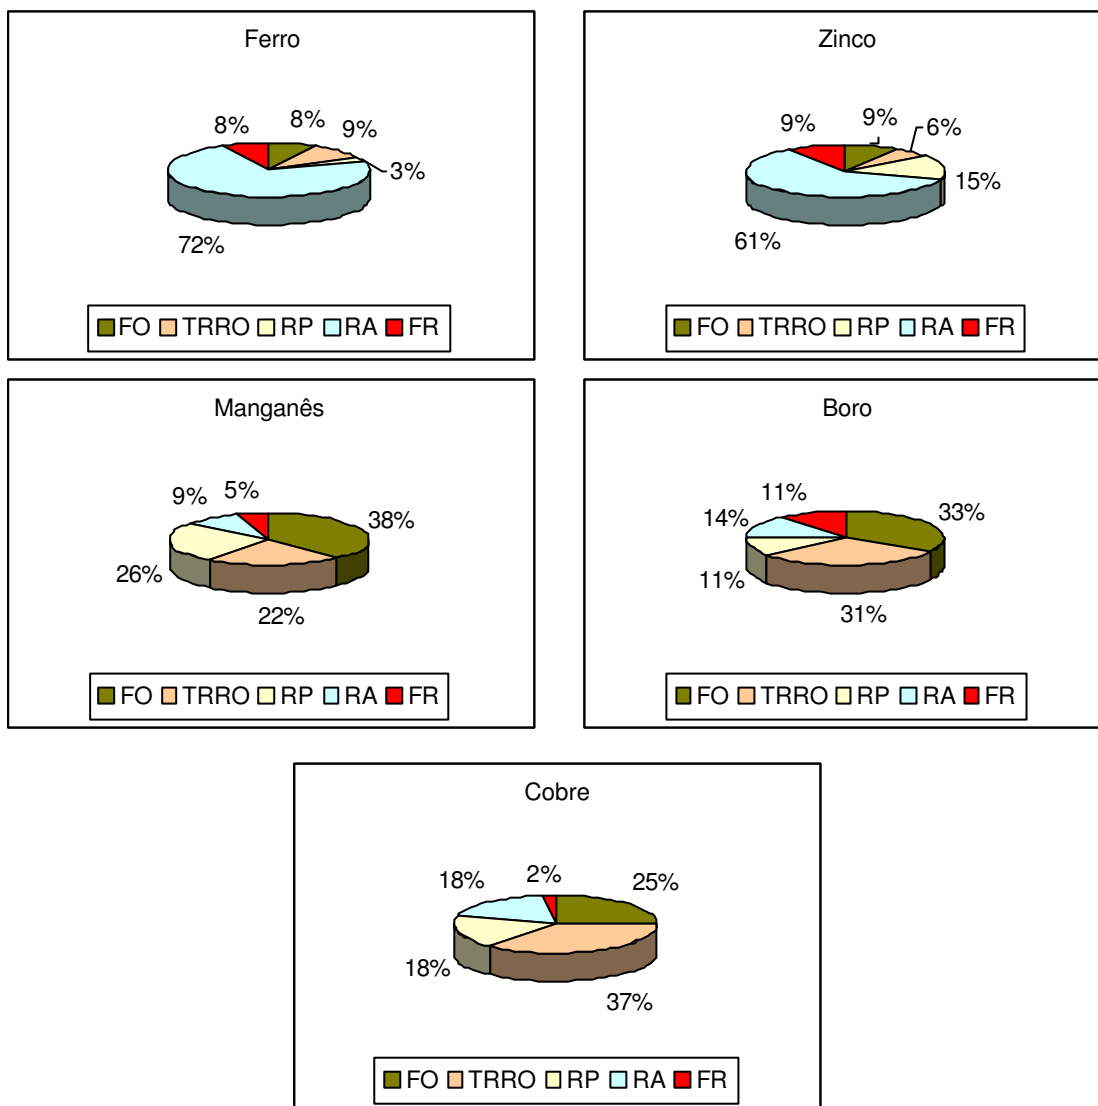 Ferro
8% 8% 9%
3%
72%
FO TRRO RP RA FR
Zinco
9% 9% 6%
15%
61%
FO TRRO RP RA FR
Manganês
9% 5% 38%
26% 22%
FO TRRO RP RA FR
Boro
11% 33%
14%
11%
31%
FO TRRO RP RA FR
Cobre
18% 2% 25%
18%
37%
FO TRRO RP RA FR